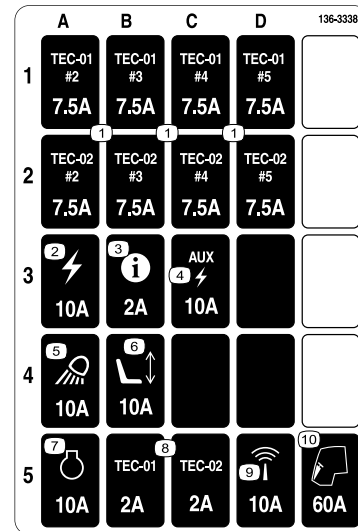 A B C D 136-3338
1 TEC-01 TEC-01 TEC-01 TEC-01
#2 #3 #4 #5
7.5A 7.5A 7.5A 7.5A
1 1 1
2 TEC-02 TEC-02 TEC-02 TEC-02
#2 #3 #4 #5
7.5A 7.5A 7.5A 7.5A
2 3 AUX
3 i 4
10A 2A 10A
5 6
4
10A 10A
7 8 10
5 TEC-01 TEC-02 9
10A 2A 2A 10A 60A